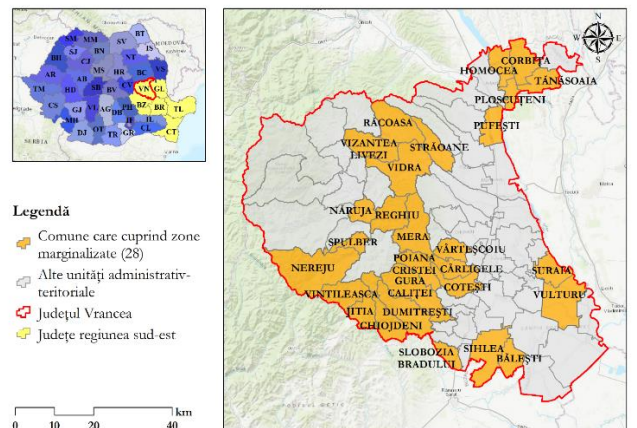 SM MM
BT
SV
SJ
BN
IS
BH
CJ
NT
MS
AR
AB
HR
BC
VS
TM
HD
SB
BV
CV
VN GL
CS
GJ
VL
AG
DB
PH
BZ
BR
TL
MH
IF
IL
DJ
OT
TR
GR
CL
CT
Legendă
Comune care cuprind zone
marginalizate (28)
Alte unități administrativ-
teritoriale
Județul Vrancea
Județe regiunea sud-est
0 10 20 40 km
N
W E
S
CORBIȚA
HOMOCEA
TĂNĂSOAIA
PLOSCUȚENI
PUFEȘTI
RĂCOASA
VIZANTEA
LIVEZI
STRĂOANE
VIDRA
NĂRUJA
REGHIU
MERA
SPULBER
VÂRTEȘCOIU
NEREJU
POIANA
CRISTEI
CÂRLIGELE
SURAIA
GURA
CALIȚEI
COTEȘTI
VINTILEASCA
VULTURU
JITIA
DUMITREȘTI
CHIOJDENI
SLOBOZIA
BRADULUI
SIHLEA
BĂLEȘTI